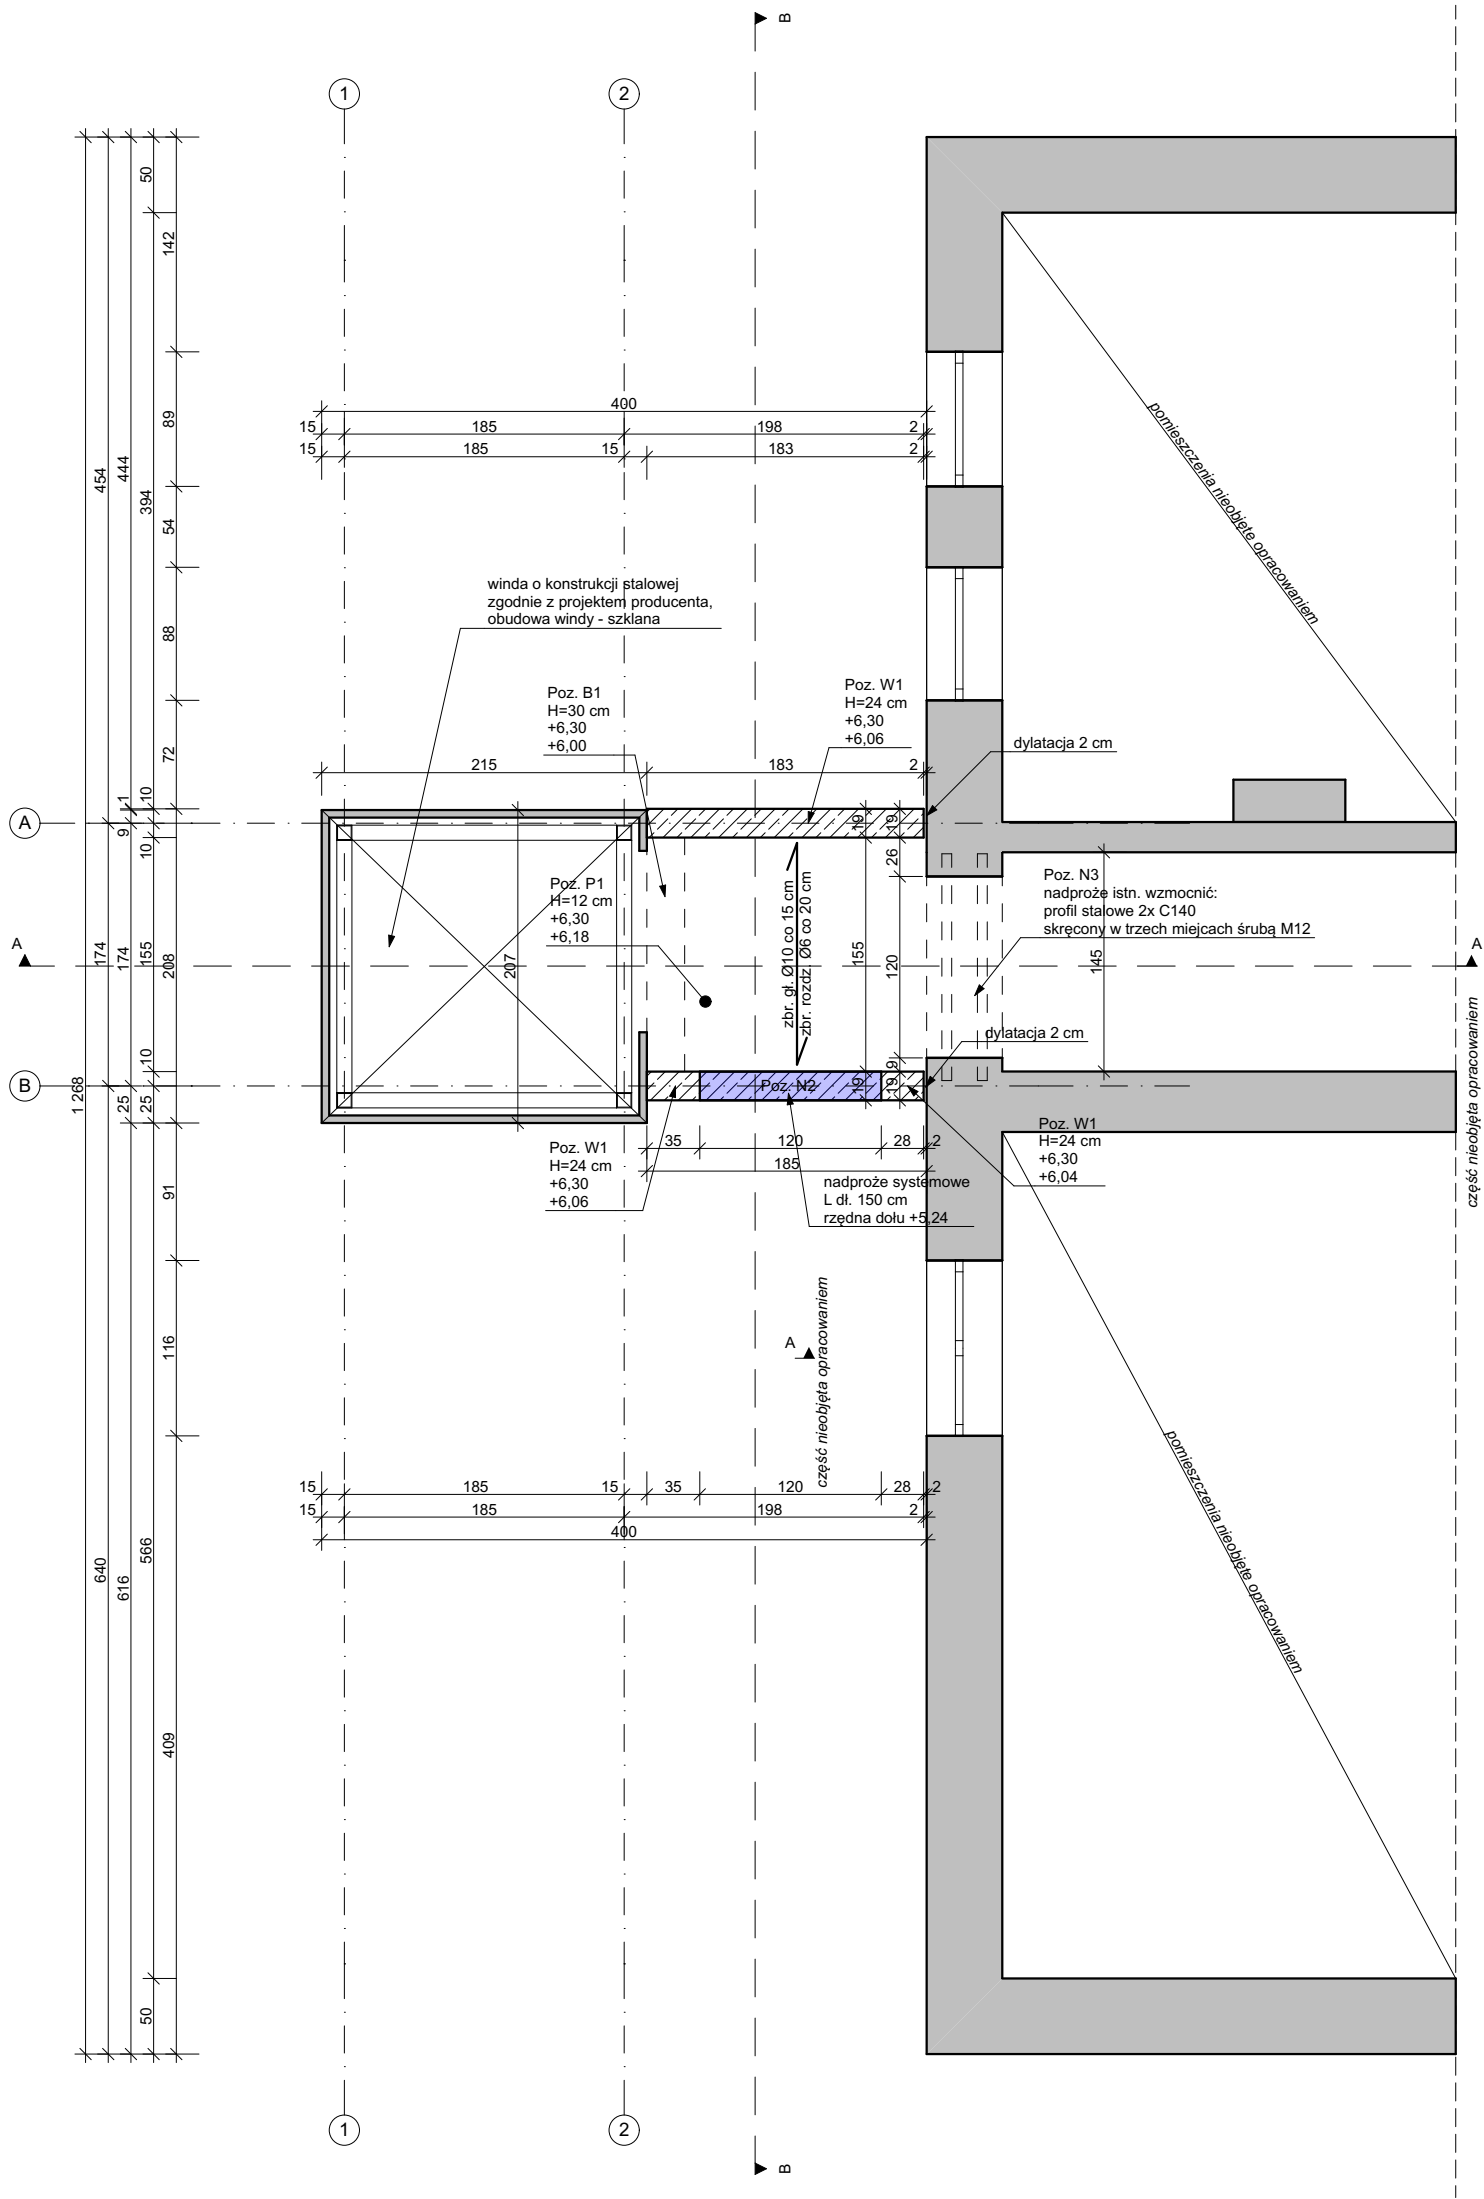 B
1
2
50
142
89
54
88
72
10
394
10
1
9
444
454
400
15
185
198
2
15
185
15
183
2
winda o konstrukcji stalowej
zgodnie z projektem producenta,
obudowa windy - szklana
Poz. B1
H=30 cm
+6,30
+6,00
Poz. W1
H=24 cm
+6,30
+6,06
dylatacja 2 cm
215
183
2
pomieszczenia nieobjęte opracowaniem
A
19
19
26
Poz. P1
H=12 cm
+6,30
+6,18
zbr. gł. Ø10 co 15 cm
zbr. rozdz. Ø6 co 20 cm
155
120
Poz. N3
nadproże istn. wzmocnić:
profil stalowe 2x C140
skręcony w trzech miejcach śrubą M12
145
A
A
174
174
155
208
207
część nieobjęta opracowaniem
dylatacja 2 cm
10
B
1 268
25
25
19
19
9
Poz. N2
35
120
28
2
185
Poz. W1
H=24 cm
+6,30
+6,06
nadproże systemowe
L dł. 150 cm
rzędna dołu +5,24
Poz. W1
H=24 cm
+6,30
+6,04
91
116
A
część nieobjęta opracowaniem
15
185
15
35
120
28
2
15
185
198
2
400
640
616
566
409
50
pomieszczenia nieobjęte opracowaniem
1
2
B